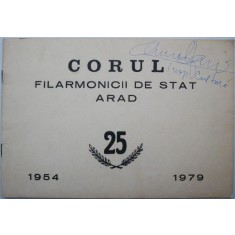 CORUL
FILARMONICII DE STAT
ARAD
25
1954 1979